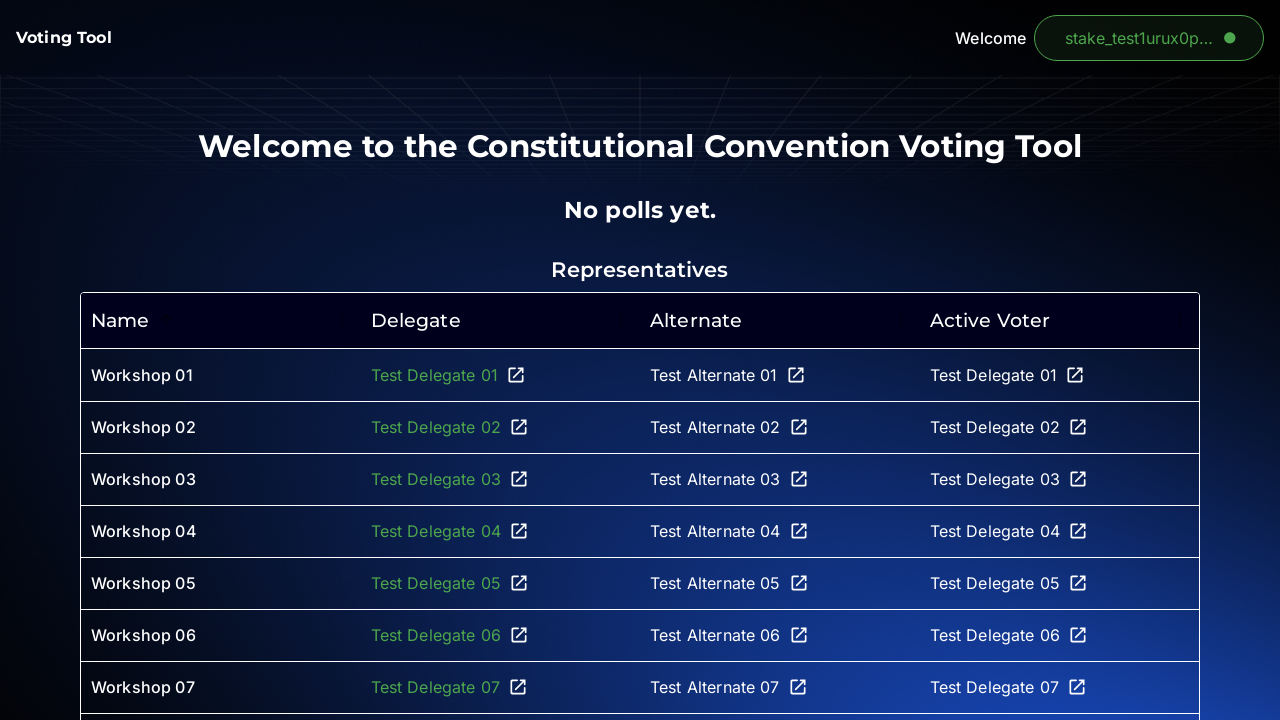 Voting Tool
Welcome stake_test1urux0p...
Welcome to the Constitutional Convention Voting Tool
No polls yet.
Representatives
Name Delegate Alternate Active Voter
Workshop 01 Test Delegate 01 Test Alternate 01 Test Delegate 01
Workshop 02 Test Delegate 02 Test Alternate 02 Test Delegate 02
Workshop 03 Test Delegate 03 Test Alternate 03 Test Delegate 03
Workshop 04 Test Delegate 04 Test Alternate 04 Test Delegate 04
Workshop 05 Test Delegate 05 Test Alternate 05 Test Delegate 05
Workshop 06 Test Delegate 06 Test Alternate 06 Test Delegate 06
Workshop 07 Test Delegate 07 Test Alternate 07 Test Delegate 07